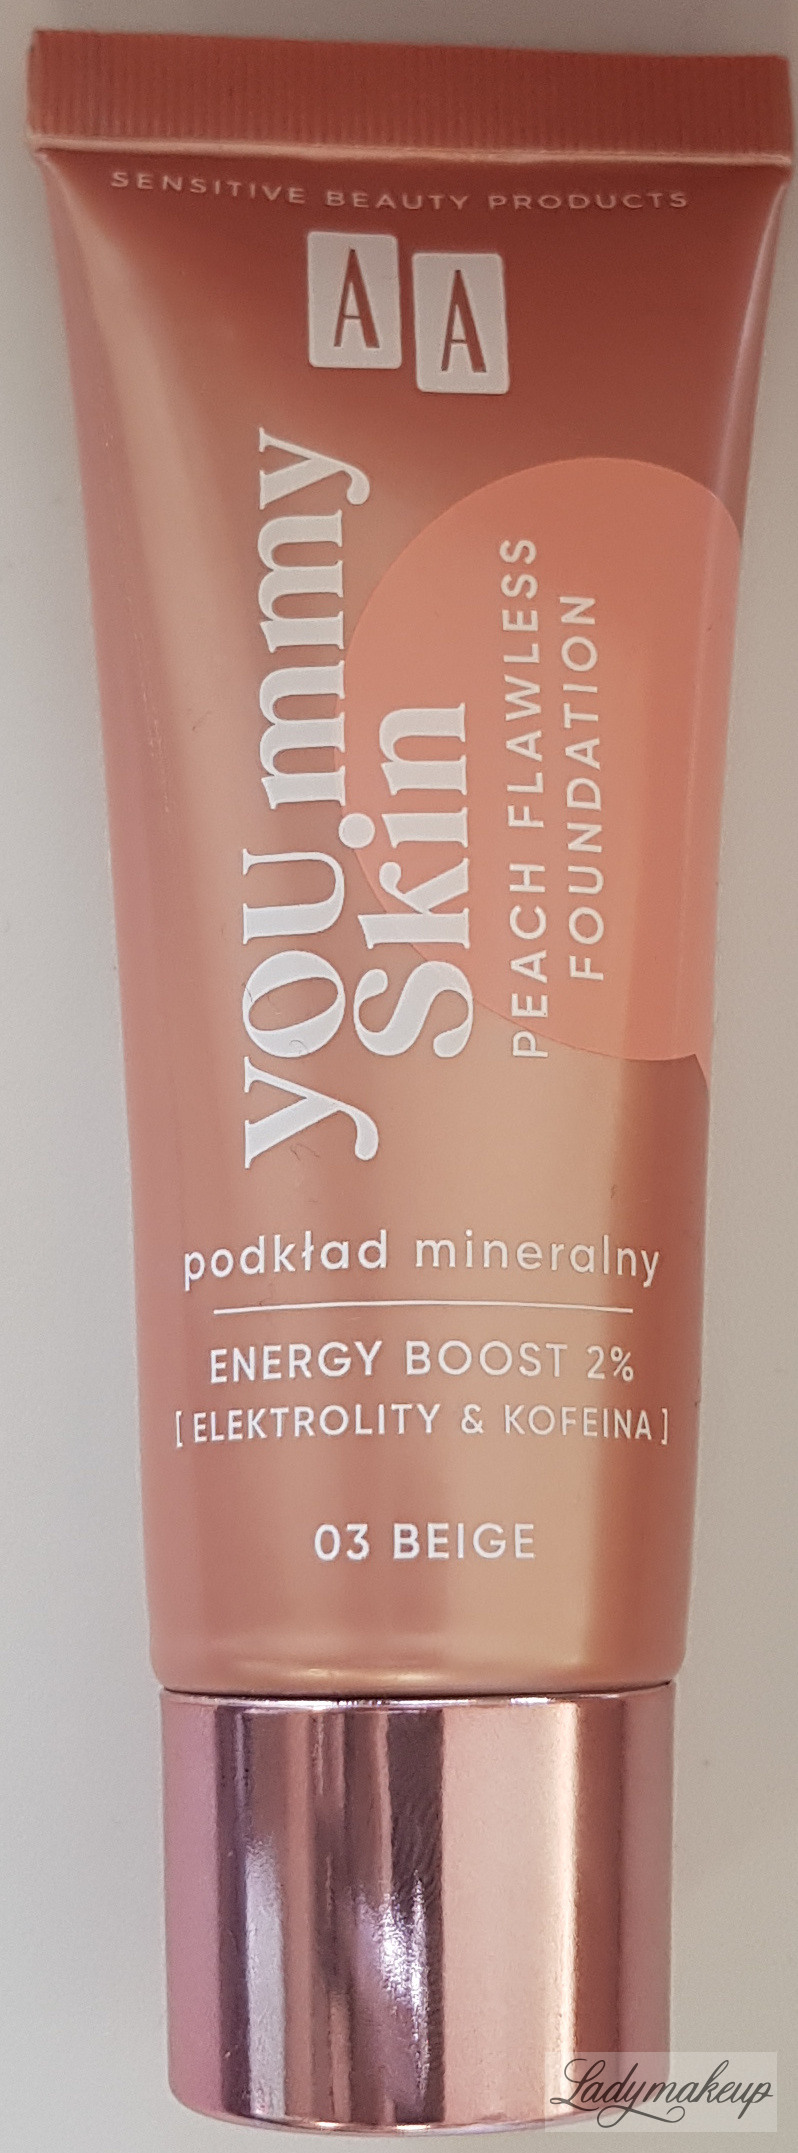 SENSITIVE BEAUTY PRODUCTS
AA
yoU mmy
Skin
PEACH FLAWLESS
FOUNDATION
podkład mineralny
ENERGY BOOST 2%
[ ELEKTROLITY & KOFEINA ]
03 BEIGE
Ladymakeup